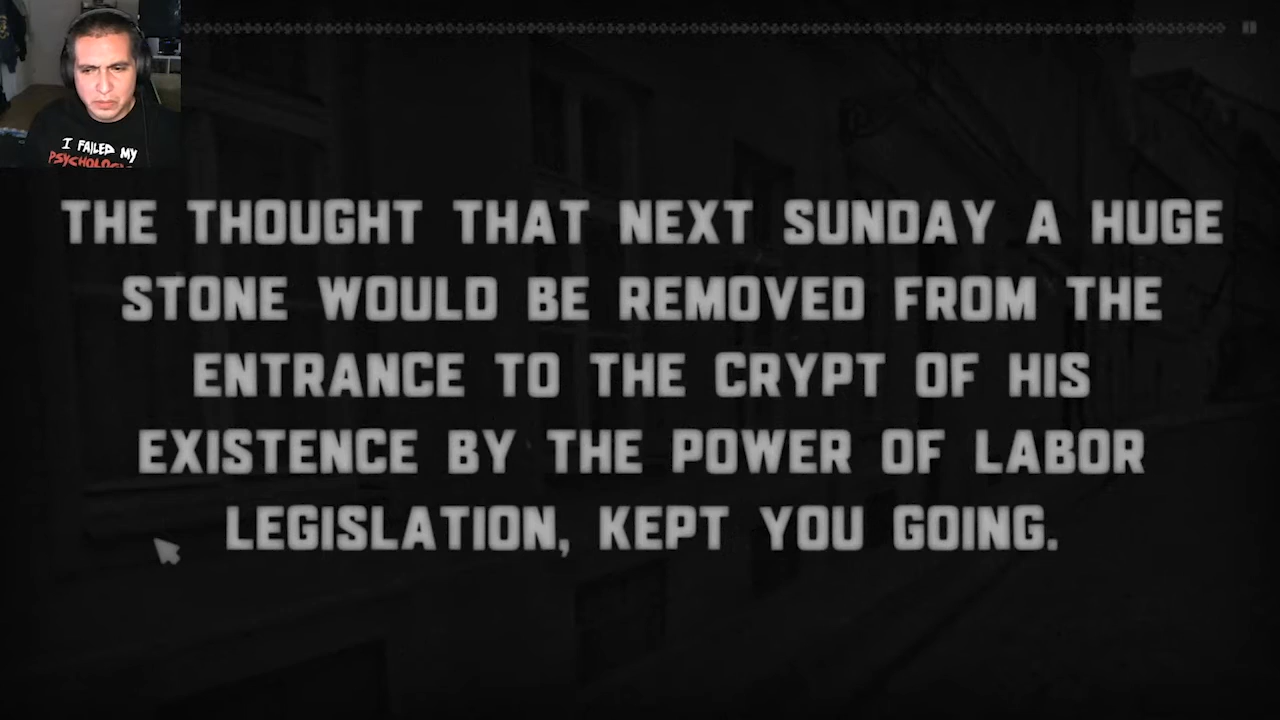 I FAILED MY
PSYCHOLOG
THE THOUGHT THAT NEXT SUNDAY A HUGE
STONE WOULD BE REMOVED FROM THE
ENTRANCE TO THE CRYPT OF HIS
EXISTENCE BY THE POWER OF LABOR
LEGISLATION, KEPT YOU GOING.